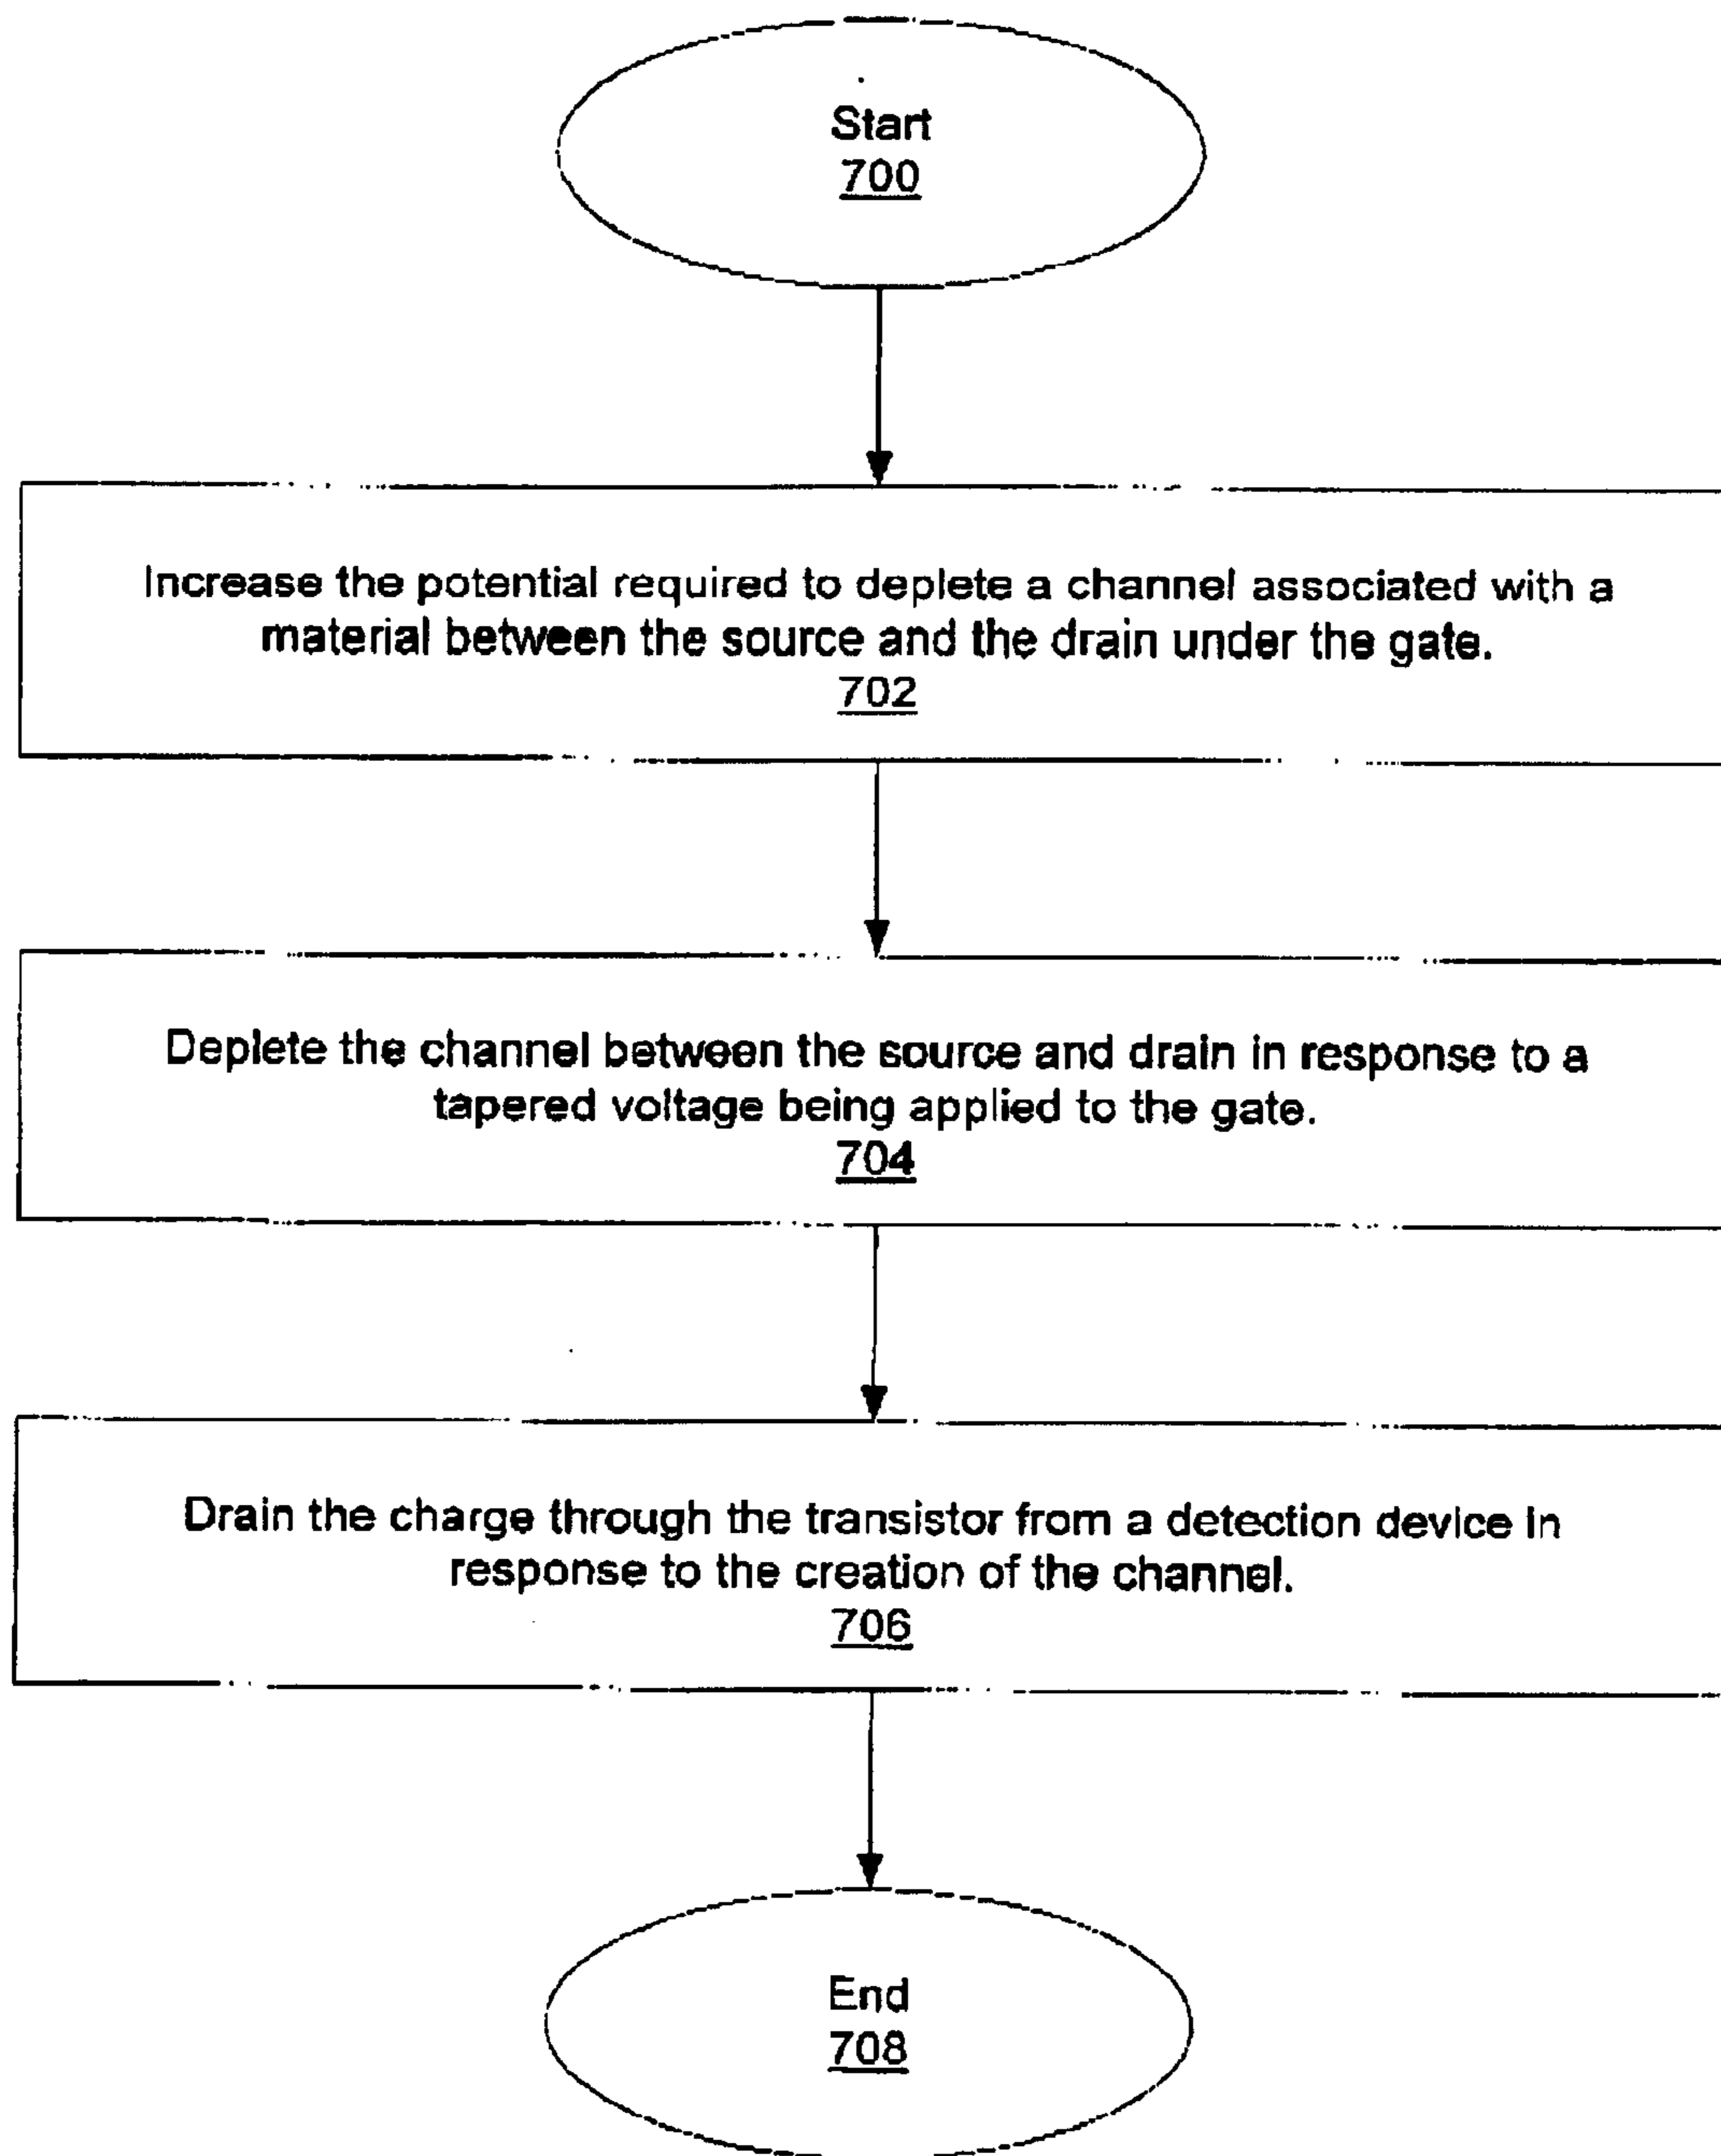 Start
700
Increase the potential required to deplete a channel associated with a
material between the source and the drain under the gate.
702
Deplete the channel between the source and drain in response to a
tapered voltage being applied to the gate.
704
Drain the charge through the transistor from a detection device in
response to the creation of the channel.
706
End
708